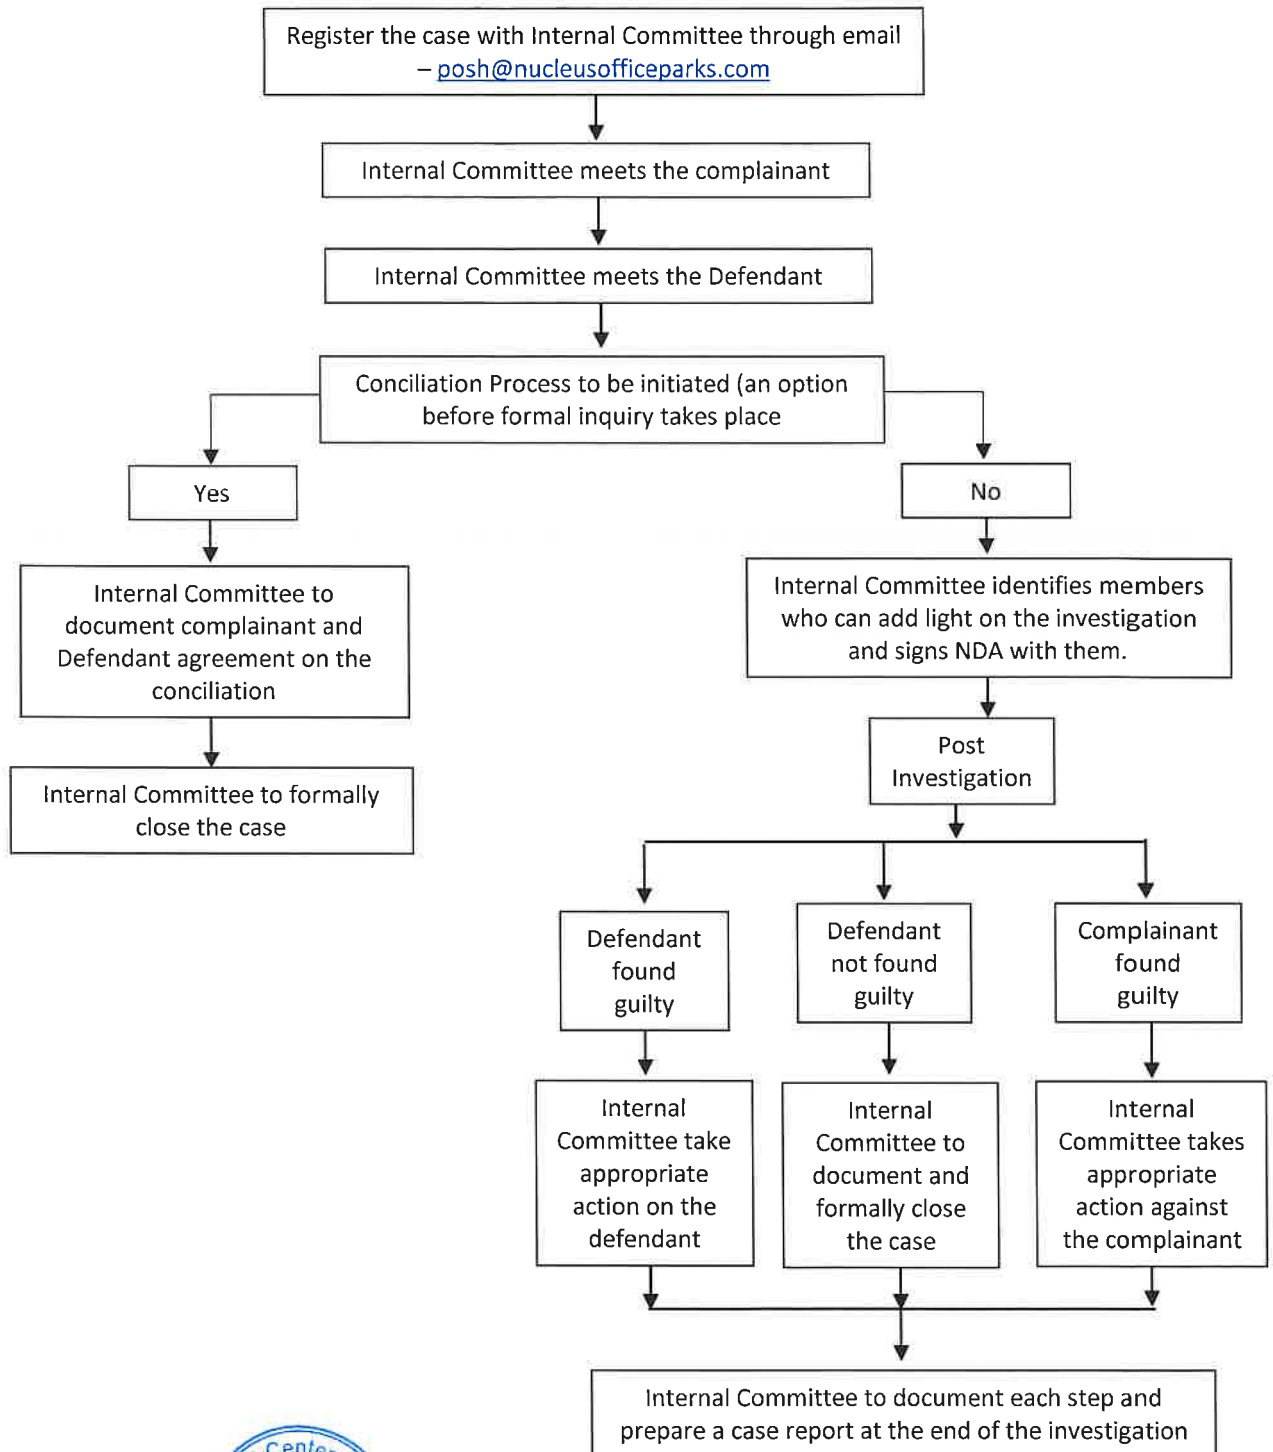 Register the case with Internal Committee through email
– posh@nucleusofficeparks.com
Internal Committee meets the complainant
Internal Committee meets the Defendant
Conciliation Process to be initiated (an option
before formal inquiry takes place
Yes
No
Internal Committee to
document complainant and
Defendant agreement on the
conciliation
Internal Committee identifies members
who can add light on the investigation
and signs NDA with them.
Internal Committee to formally
close the case
Post
Investigation
Defendant
found
guilty
Defendant
not found
guilty
Complainant
found
guilty
Internal
Committee take
appropriate
action on the
defendant
Internal
Committee to
document and
formally close
the case
Internal
Committee takes
appropriate
action against
the complainant
Internal Committee to document each step and
prepare a case report at the end of the investigation